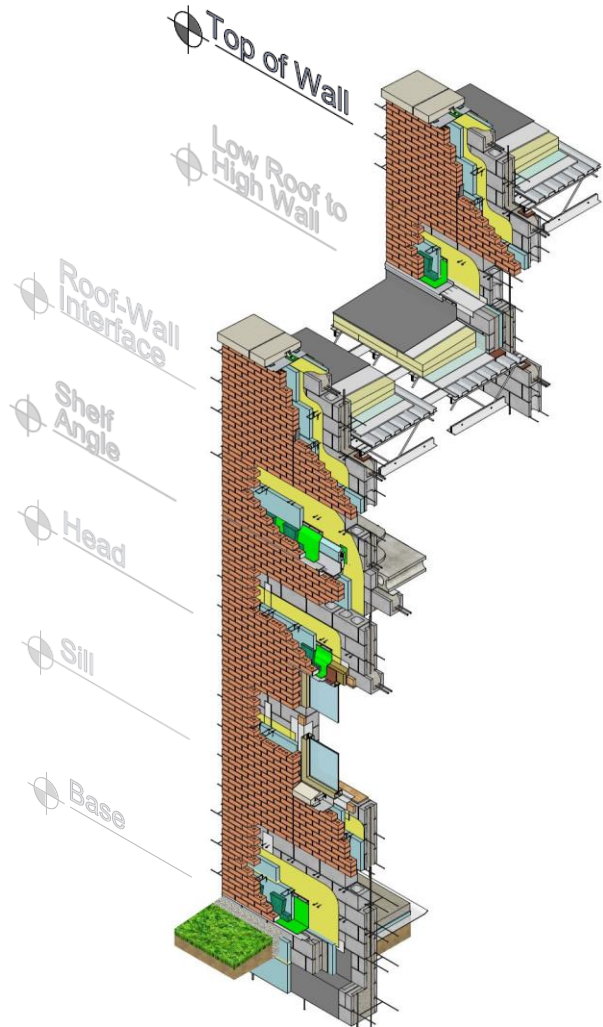 Top of Wall
Low Roof to
High Wall
Roof-Wall
Interface
Shelf
Angle
Head
Sill
Base